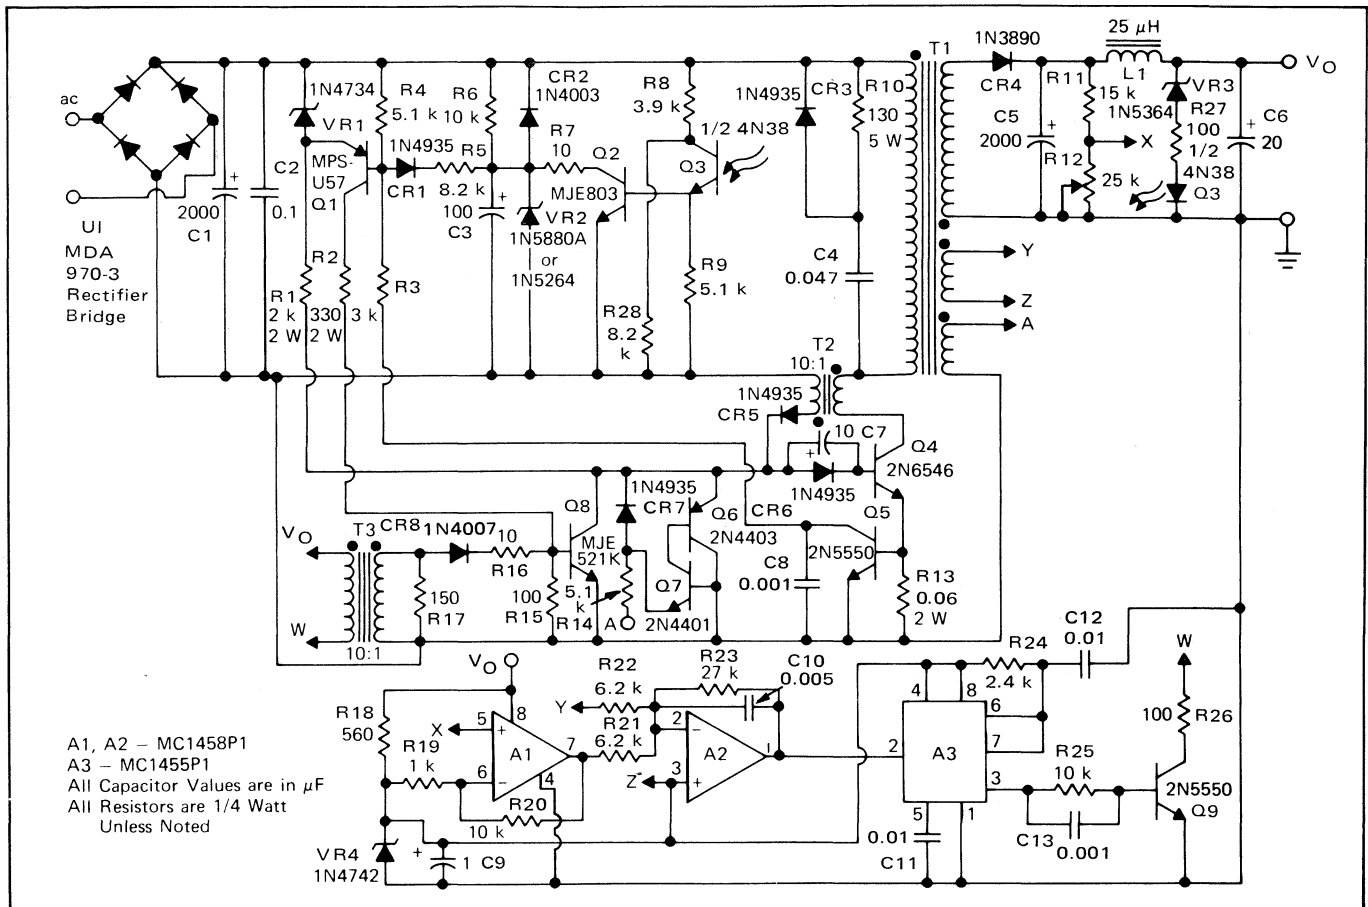 ac
UI
MDA
970-3
Rectifier
Bridge
+
2000
C1
C2
0.1
1N4734
VR1
MPS-
U57
Q1
R4
5.1 k
1N4935
CR1
R5
8.2 k
R6
10 k
100
C3
+
CR2
1N4003
R7
10
Q2
MJE803
VR2
1N5880A
or
1N5264
R8
3.9 k
1/2 4N38
Q3
R9
5.1 k
R28
8.2
k
R1
2 k
2 W
R2
330
2 W
R3
3 k
1N4935
CR3
R10
130
5 W
C4
0.047
T1
1N3890
CR4
C5
2000
+
R11
15 k
R12
25 k
X
25 μH
L1
1N5364
VR3
R27
100
1/2
4N38
Q3
C6
20
+
VO
Y
Z
A
T2
10:1
1N4935
CR5
10 C7
+
1N4935
CR6
Q4
2N6546
Q5
2N5550
C8
0.001
R13
0.06
2 W
VO
W
T3
10:1
CR8
1N4007
150
R17
10
R16
100
R15
Q8
MJE
521K
5.1
k
R14
A
1N4935
CR7
Q6
2N4403
Q7
2N4401
VO
R18
560
R19
1 k
X
5
+
6
−
A1
8
7
4
R20
10 k
VR4
1N4742
+
1
C9
Y
R22
6.2 k
R21
6.2 k
R23
27 k
C10
0.005
2
−
3
+
Z
A2
1
2
4
8
6
7
3
5
1
A3
R24
2.4 k
C12
0.01
0.01
C11
R25
10 k
C13
0.001
W
100
R26
2N5550
Q9
A1, A2 – MC1458P1
A3 – MC1455P1
All Capacitor Values are in μF
All Resistors are 1/4 Watt
Unless Noted